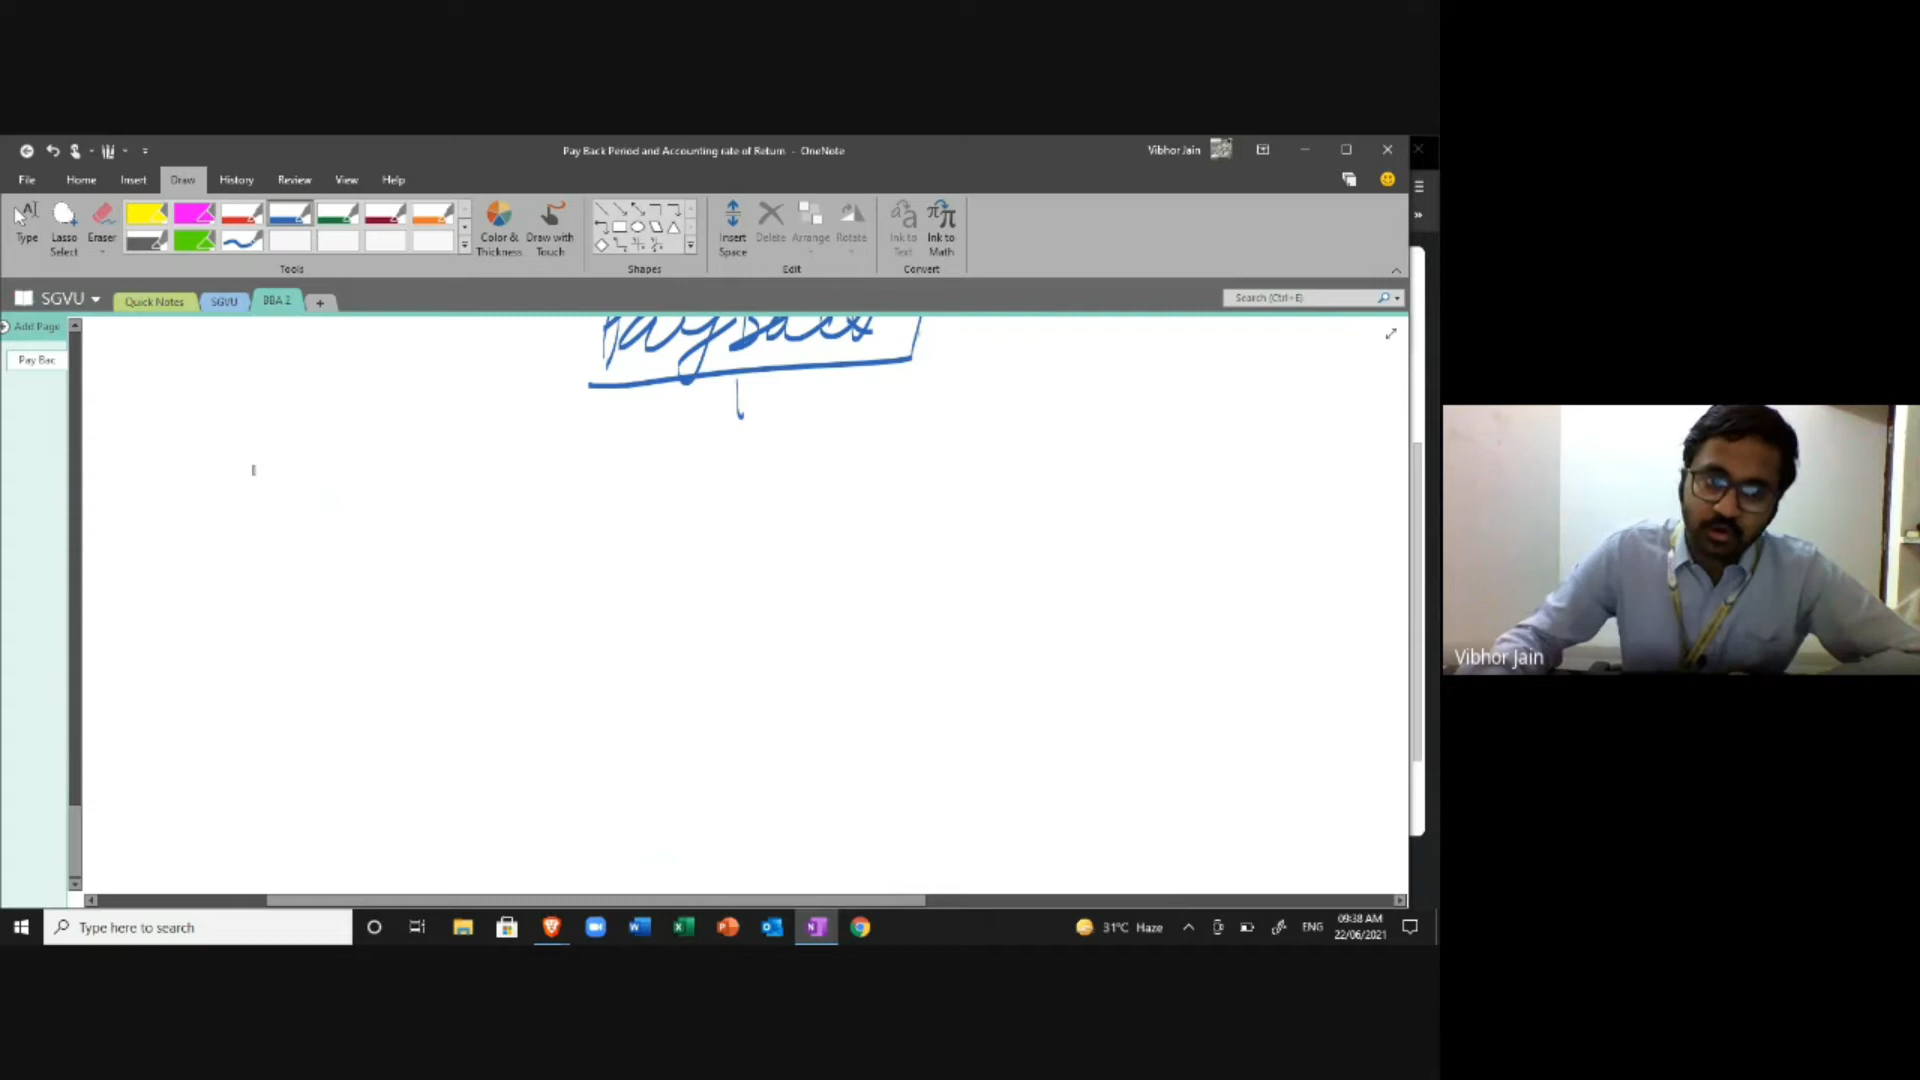 Pay Back Period and Accounting rate of Return - OneNote
Vibhor Jain
File Home Insert Draw History Review View Help
Type
Lasso Select
Eraser
Color & Thickness
Draw with Touch
Insert Space
Delete
Arrange
Rotate
Ink to Text
Ink to Math
Tools
Shapes
Edit
Convert
SGVU
Quick Notes
SGVU
BBA 2
Search (Ctrl+E)
Add Page
Pay Bac
Payback
Vibhor Jain
Type here to search
31°C Haze
ENG
09:38 AM
22/06/2021